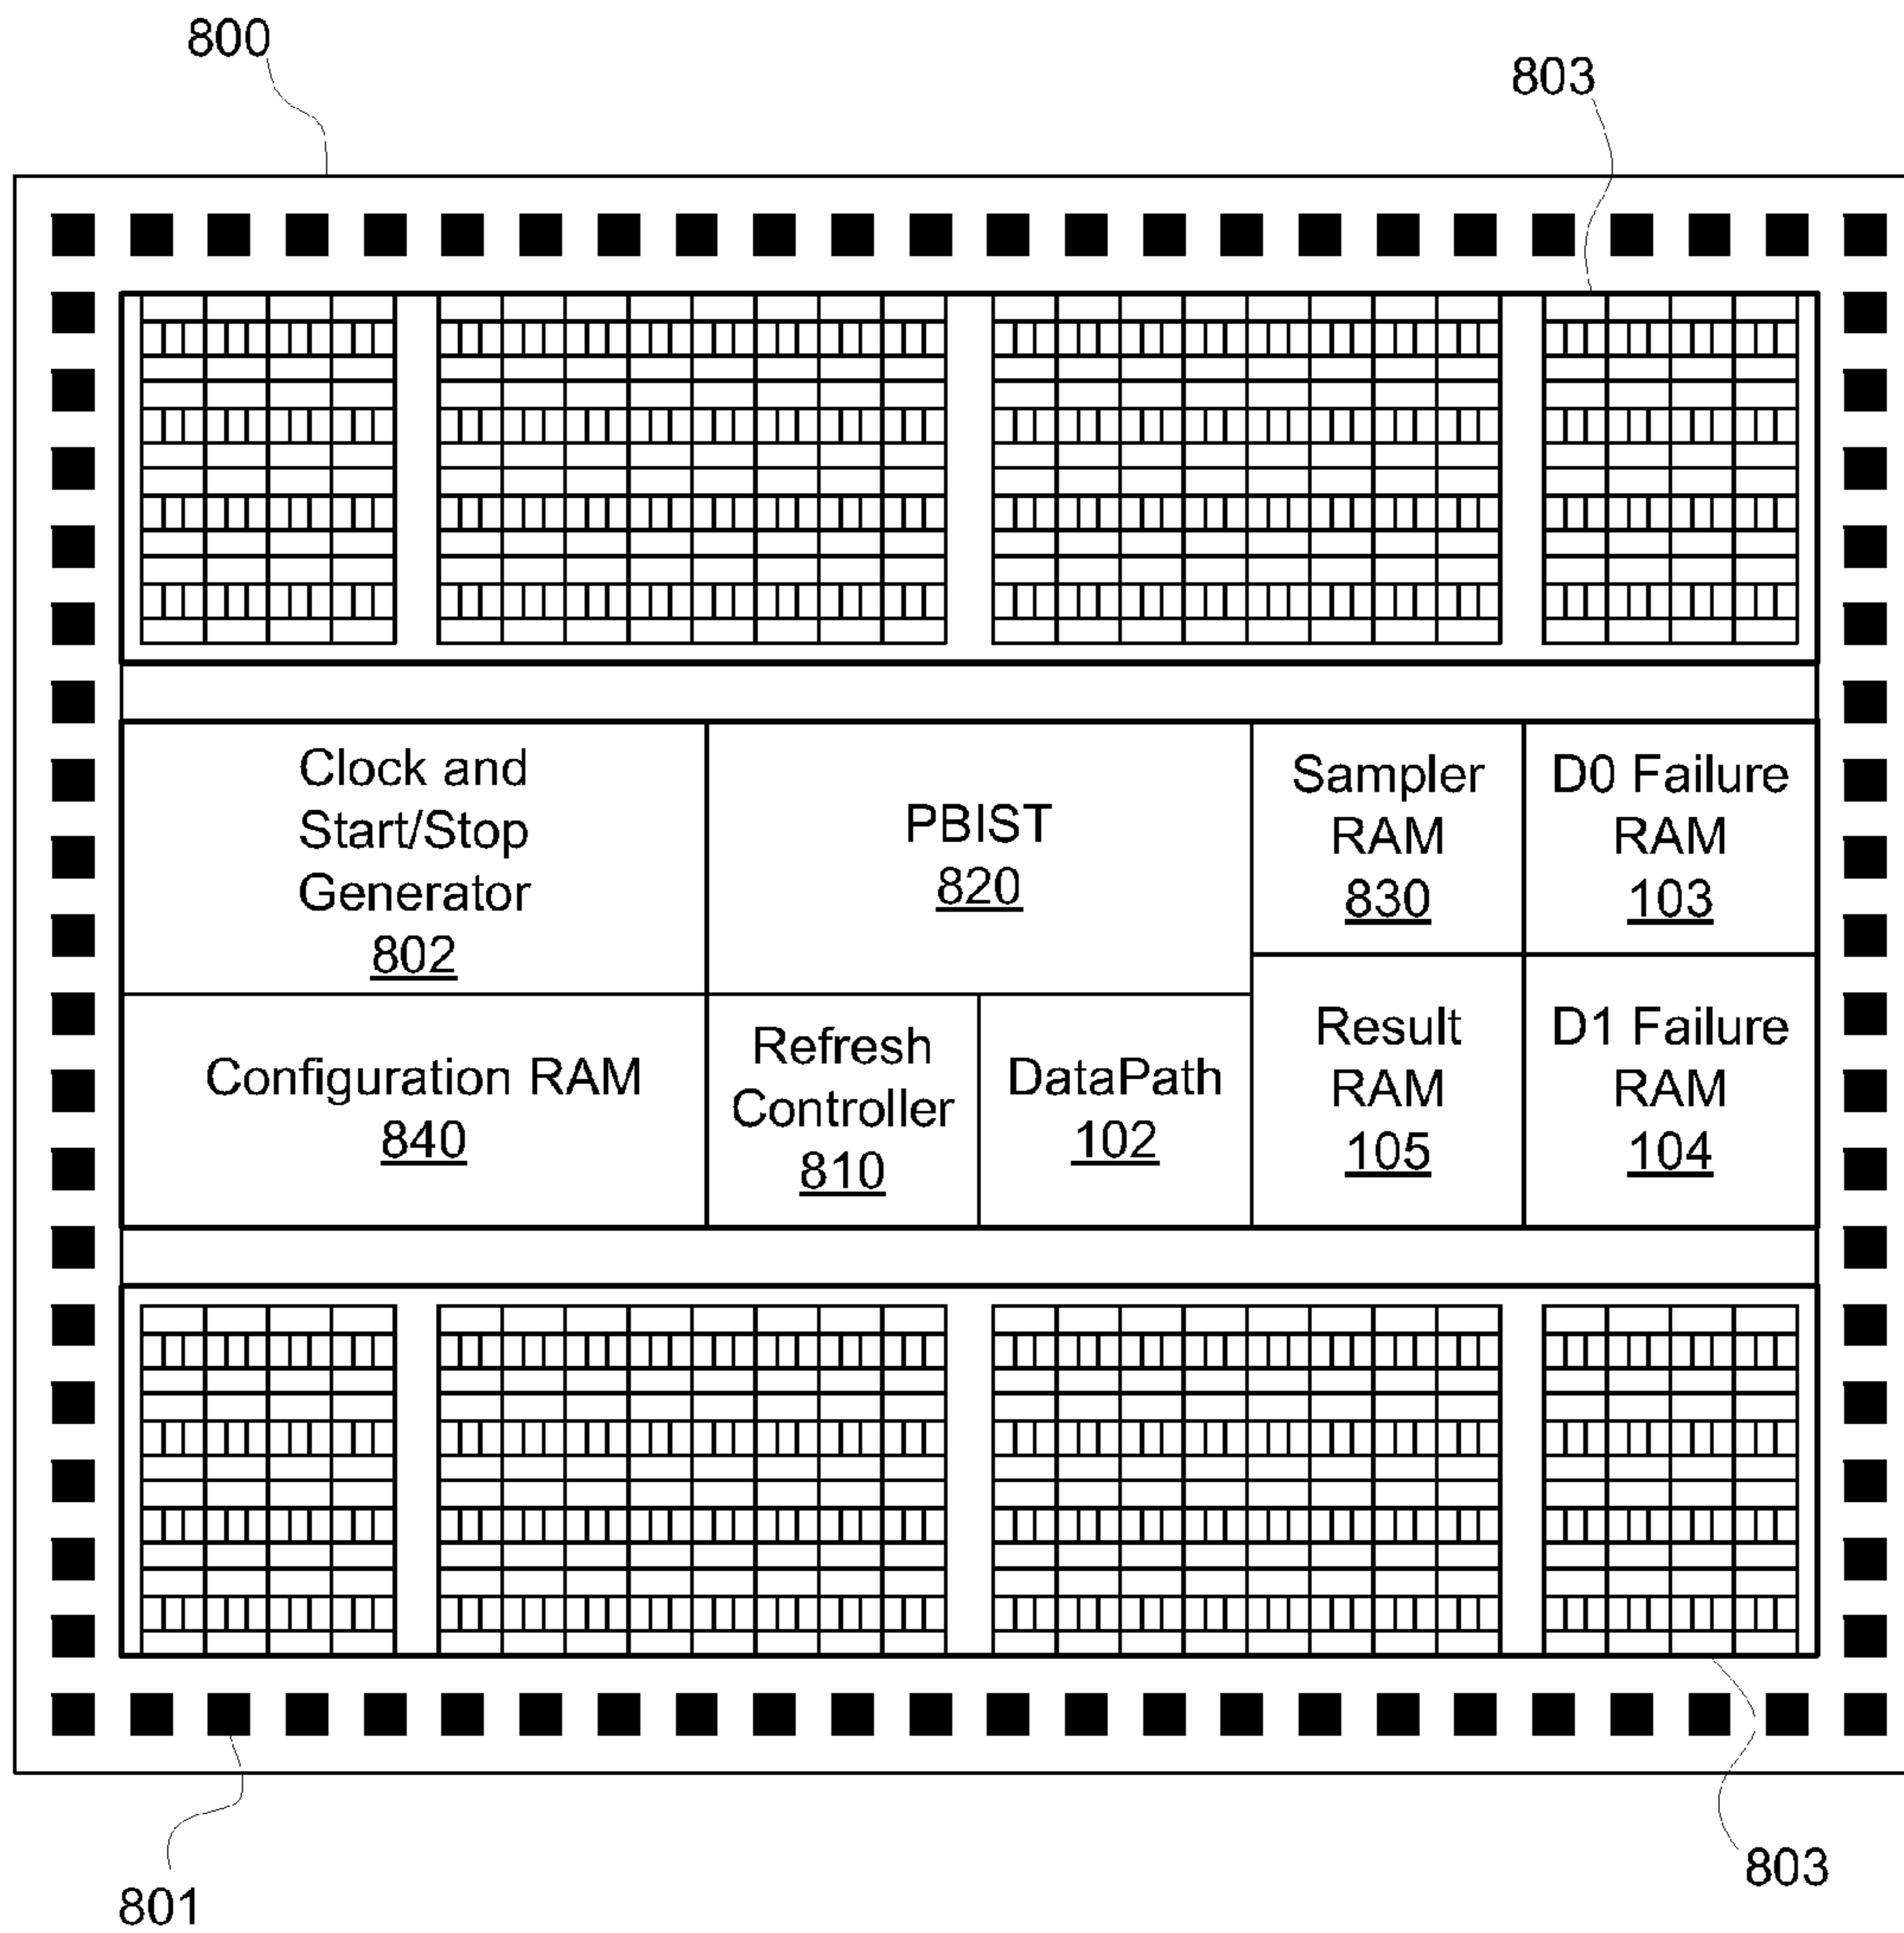 800
803
Clock and
Start/Stop
Generator
802
PBIST
820
Sampler
RAM
830
D0 Failure
RAM
103
Configuration RAM
840
Refresh
Controller
810
DataPath
102
Result
RAM
105
D1 Failure
RAM
104
801
803